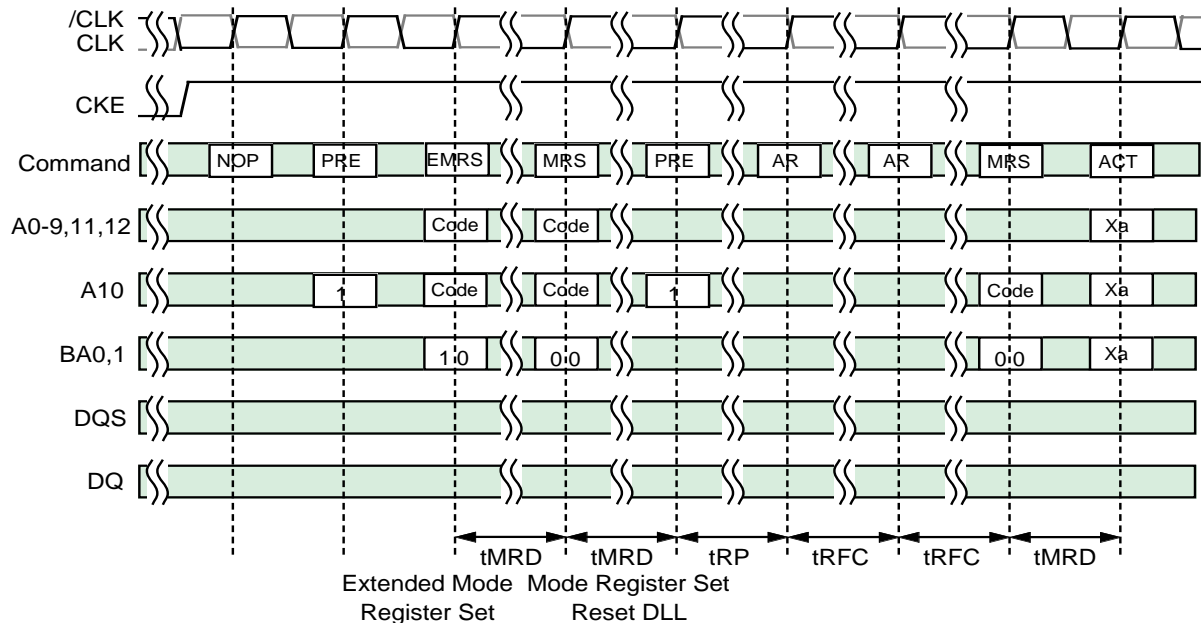 /CLK
CLK
CKE
Command NOP PRE EMRS MRS PRE AR AR MRS ACT
A0-9,11,12 Code Code Xa
A10 1 Code Code 1 Code Xa
BA0,1 1 0 0 0 0 0 Xa
DQS
DQ
tMRD tMRD tRP tRFC tRFC tMRD
Extended Mode Mode Register Set
Register Set Reset DLL